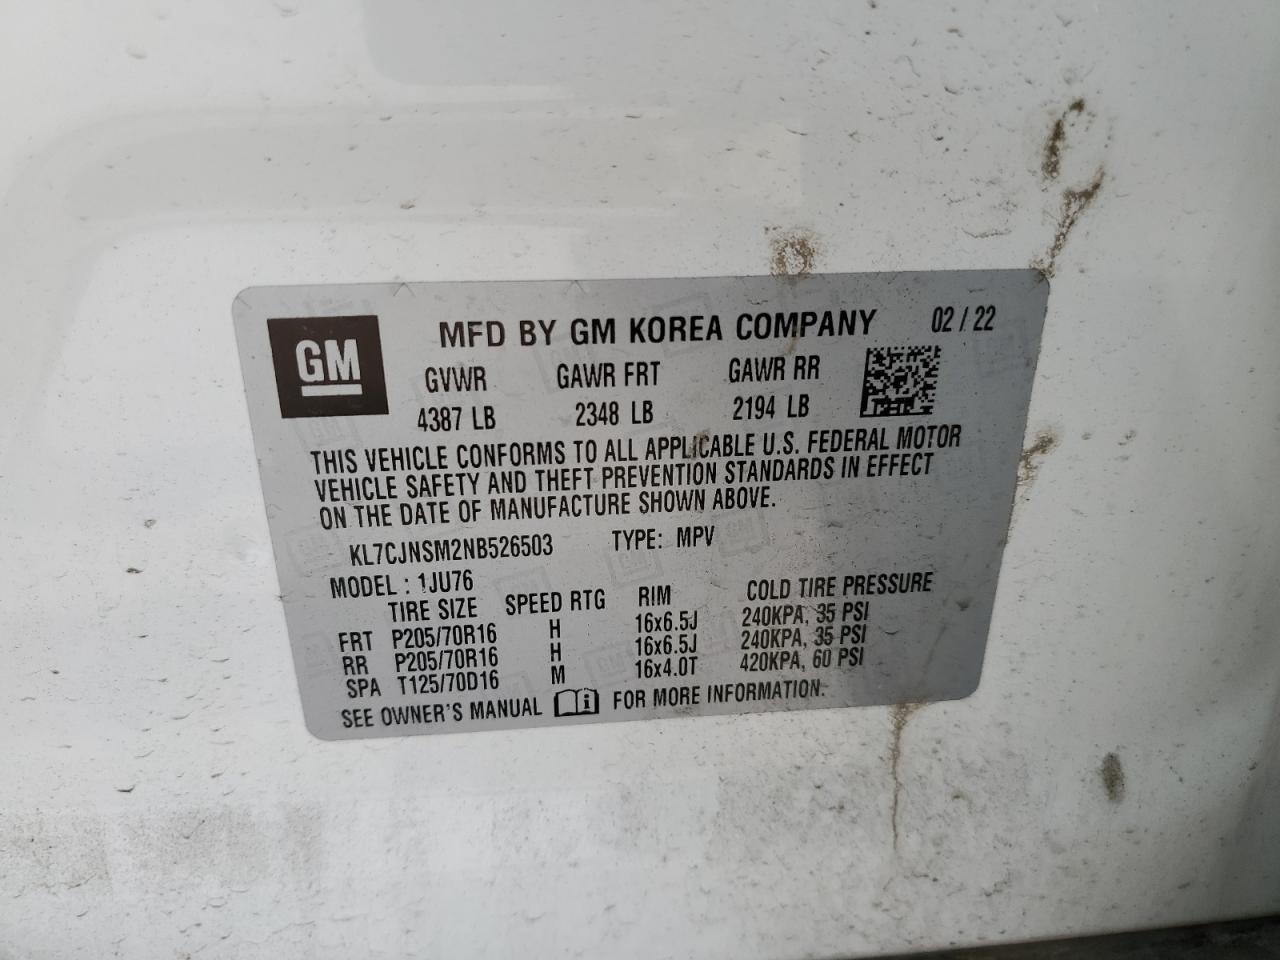 GM
MFD BY GM KOREA COMPANY 02 / 22
GVWR GAWR FRT GAWR RR
4387 LB 2348 LB 2194 LB
THIS VEHICLE CONFORMS TO ALL APPLICABLE U.S. FEDERAL MOTOR
VEHICLE SAFETY AND THEFT PREVENTION STANDARDS IN EFFECT
ON THE DATE OF MANUFACTURE SHOWN ABOVE.
KL7CJNSM2NB526503 TYPE: MPV
MODEL : 1JU76
TIRE SIZE SPEED RTG RIM COLD TIRE PRESSURE
FRT P205/70R16 H 16x6.5J 240KPA, 35 PSI
RR P205/70R16 H 16x6.5J 240KPA, 35 PSI
SPA T125/70D16 M 16x4.0T 420KPA, 60 PSI
SEE OWNER'S MANUAL i FOR MORE INFORMATION.